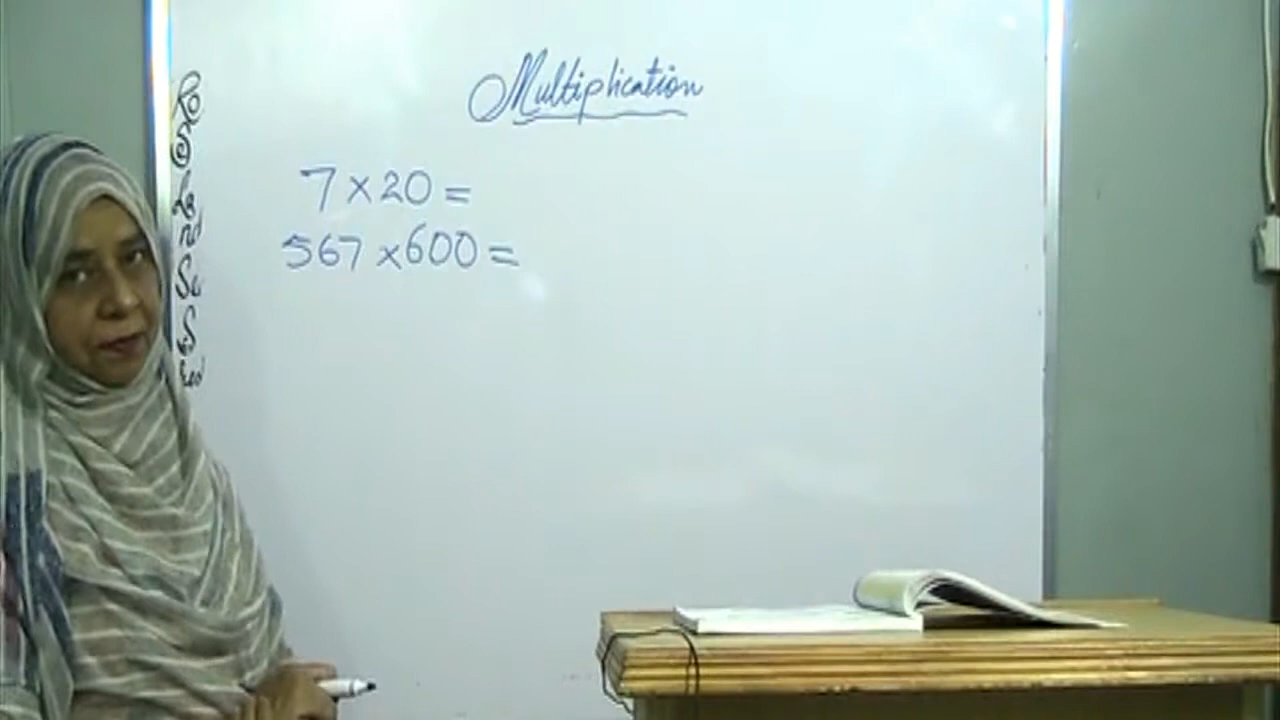 Multiplication
7 × 20 =
567 × 600 =